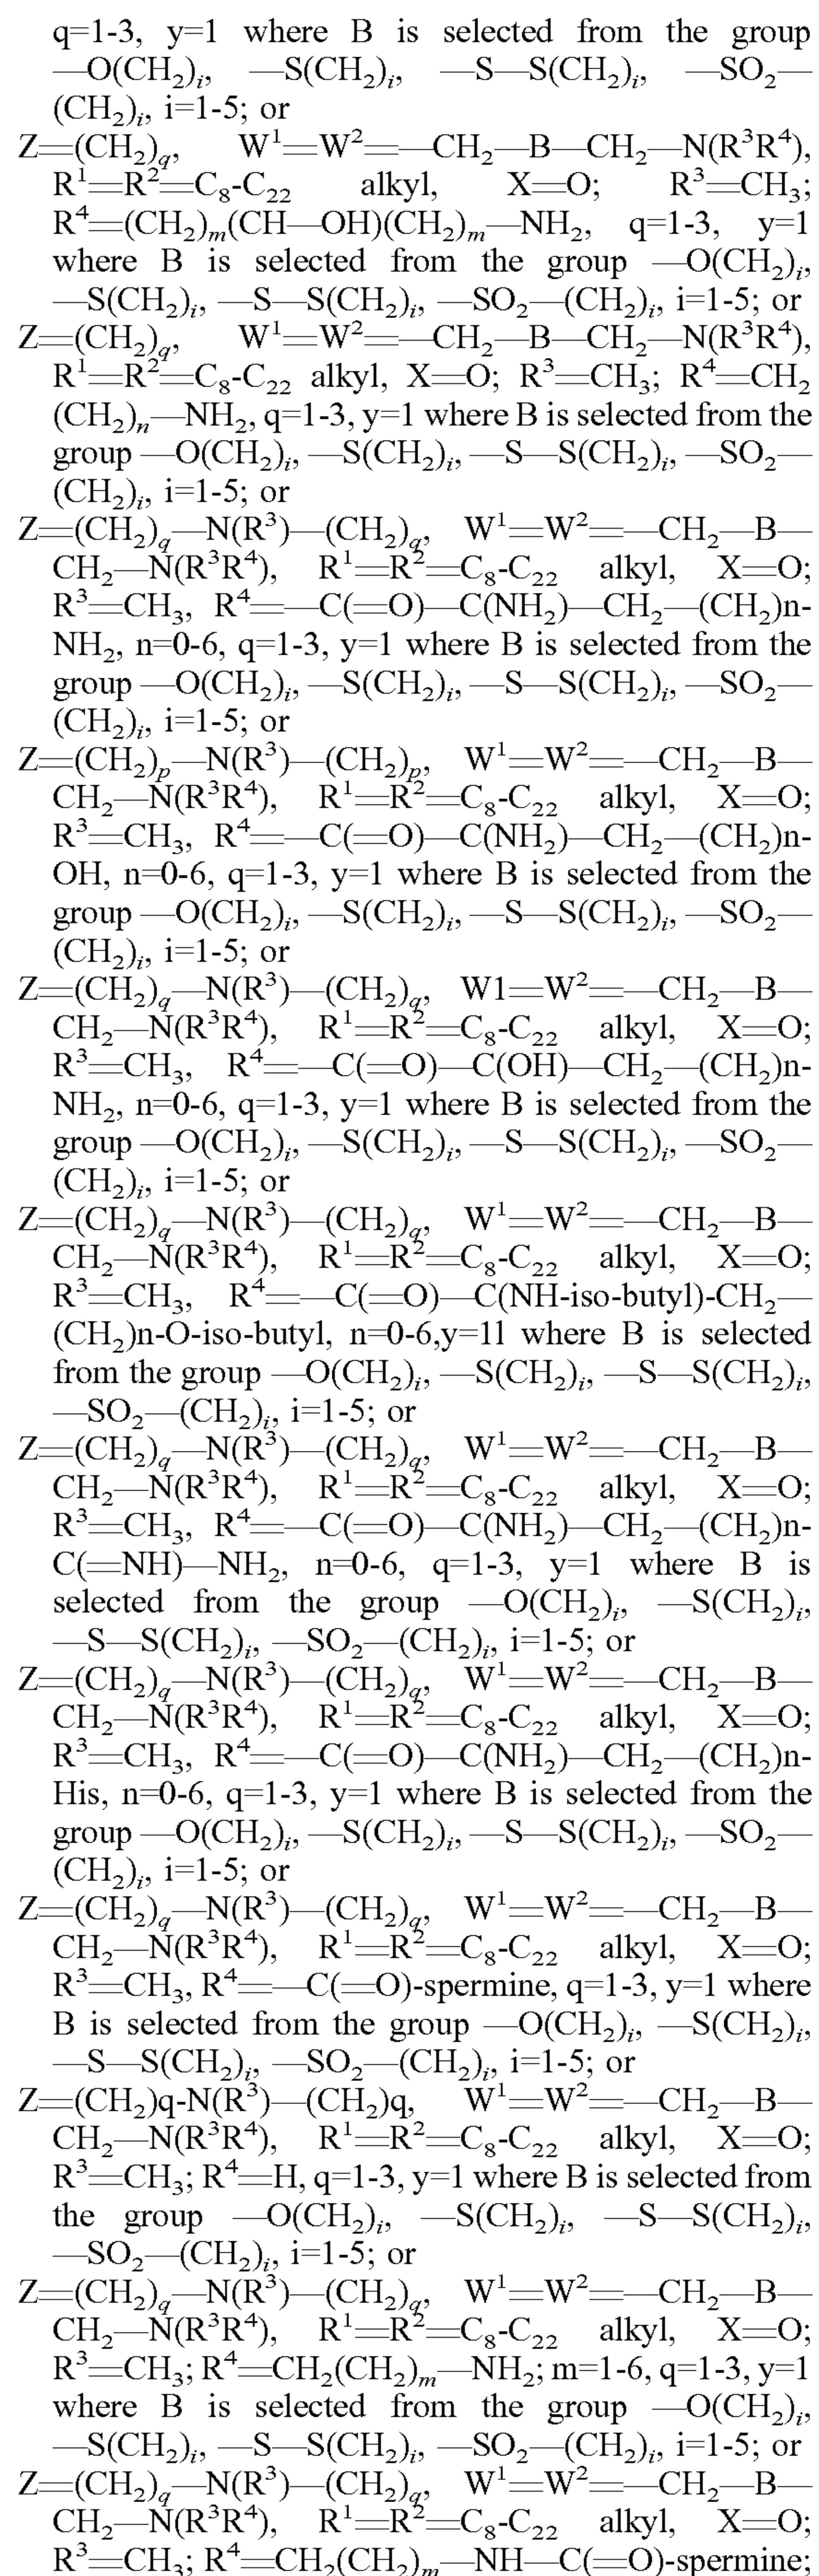 q=1-3, y=1 where B is selected from the group
—O(CH₂)ᵢ, —S(CH₂)ᵢ, —S—S(CH₂)ᵢ, —SO₂—
(CH₂)ᵢ, i=1-5; or
Z═(CH₂)_q, W¹═W²═—CH₂—B—CH₂—N(R³R⁴),
R¹═R²═C₈-C₂₂ alkyl, X═O; R³═CH₃;
R⁴═(CH₂)ₘ(CH—OH)(CH₂)ₘ—NH₂, q=1-3, y=1
where B is selected from the group —O(CH₂)ᵢ,
—S(CH₂)ᵢ, —S—S(CH₂)ᵢ, —SO₂—(CH₂)ᵢ, i=1-5; or
Z═(CH₂)_q, W¹═W²═—CH₂—B—CH₂—N(R³R⁴),
R¹═R²═C₈-C₂₂ alkyl, X═O; R³═CH₃; R⁴═CH₂
(CH₂)ₙ—NH₂, q=1-3, y=1 where B is selected from the
group —O(CH₂)ᵢ, —S(CH₂)ᵢ, —S—S(CH₂)ᵢ, —SO₂—
(CH₂)ᵢ, i=1-5; or
Z═(CH₂)_q—N(R³)—(CH₂)_q, W¹═W²═—CH₂—B—
CH₂—N(R³R⁴), R¹═R²═C₈-C₂₂ alkyl, X═O;
R³═CH₃, R⁴═—C(═O)—C(NH₂)—CH₂—(CH₂)n-
NH₂, n=0-6, q=1-3, y=1 where B is selected from the
group —O(CH₂)ᵢ, —S(CH₂)ᵢ, —S—S(CH₂)ᵢ, —SO₂—
(CH₂)ᵢ, i=1-5; or
Z═(CH₂)ₚ—N(R³)—(CH₂)ₚ, W¹═W²═—CH₂—B—
CH₂—N(R³R⁴), R¹═R²═C₈-C₂₂ alkyl, X═O;
R³═CH₃, R⁴═—C(═O)—C(NH₂)—CH₂—(CH₂)n-
OH, n=0-6, q=1-3, y=1 where B is selected from the
group —O(CH₂)ᵢ, —S(CH₂)ᵢ, —S—S(CH₂)ᵢ, —SO₂—
(CH₂)ᵢ, i=1-5; or
Z═(CH₂)_q—N(R³)—(CH₂)_q, W1═W²═—CH₂—B—
CH₂—N(R³R⁴), R¹═R²═C₈-C₂₂ alkyl, X═O;
R³═CH₃, R⁴═—C(═O)—C(OH)—CH₂—(CH₂)n-
NH₂, n=0-6, q=1-3, y=1 where B is selected from the
group —O(CH₂)ᵢ, —S(CH₂)ᵢ, —S—S(CH₂)ᵢ, —SO₂—
(CH₂)ᵢ, i=1-5; or
Z═(CH₂)_q—N(R³)—(CH₂)_q, W¹═W²═—CH₂—B—
CH₂—N(R³R⁴), R¹═R²═C₈-C₂₂ alkyl, X═O;
R³═CH₃, R⁴═—C(═O)—C(NH-iso-butyl)-CH₂—
(CH₂)n-O-iso-butyl, n=0-6,y=11 where B is selected
from the group —O(CH₂)ᵢ, —S(CH₂)ᵢ, —S—S(CH₂)ᵢ,
—SO₂—(CH₂)ᵢ, i=1-5; or
Z═(CH₂)_q—N(R³)—(CH₂)_q, W¹═W²═—CH₂—B—
CH₂—N(R³R⁴), R¹═R²═C₈-C₂₂ alkyl, X═O;
R³═CH₃, R⁴═—C(═O)—C(NH₂)—CH₂—(CH₂)n-
C(═NH)—NH₂, n=0-6, q=1-3, y=1 where B is
selected from the group —O(CH₂)ᵢ, —S(CH₂)ᵢ,
—S—S(CH₂)ᵢ, —SO₂—(CH₂)ᵢ, i=1-5; or
Z═(CH₂)_q—N(R³)—(CH₂)_q, W¹═W²═—CH₂—B—
CH₂—N(R³R⁴), R¹═R²═C₈-C₂₂ alkyl, X═O;
R³═CH₃, R⁴═—C(═O)—C(NH₂)—CH₂—(CH₂)n-
His, n=0-6, q=1-3, y=1 where B is selected from the
group —O(CH₂)ᵢ, —S(CH₂)ᵢ, —S—S(CH₂)ᵢ, —SO₂—
(CH₂)ᵢ, i=1-5; or
Z═(CH₂)_q—N(R³)—(CH₂)_q, W¹═W²═—CH₂—B—
CH₂—N(R³R⁴), R¹═R²═C₈-C₂₂ alkyl, X═O;
R³═CH₃, R⁴═—C(═O)-spermine, q=1-3, y=1 where
B is selected from the group —O(CH₂)ᵢ, —S(CH₂)ᵢ,
—S—S(CH₂)ᵢ, —SO₂—(CH₂)ᵢ, i=1-5; or
Z═(CH₂)q-N(R³)—(CH₂)q, W¹═W²═—CH₂—B—
CH₂—N(R³R⁴), R¹═R²═C₈-C₂₂ alkyl, X═O;
R³═CH₃; R⁴═H, q=1-3, y=1 where B is selected from
the group —O(CH₂)ᵢ, —S(CH₂)ᵢ, —S—S(CH₂)ᵢ,
—SO₂—(CH₂)ᵢ, i=1-5; or
Z═(CH₂)_q—N(R³)—(CH₂)_q, W¹═W²═—CH₂—B—
CH₂—N(R³R⁴), R¹═R²═C₈-C₂₂ alkyl, X═O;
R³═CH₃; R⁴═CH₂(CH₂)ₘ—NH₂; m=1-6, q=1-3, y=1
where B is selected from the group —O(CH₂)ᵢ,
—S(CH₂)ᵢ, —S—S(CH₂)ᵢ, —SO₂—(CH₂)ᵢ, i=1-5; or
Z═(CH₂)_q—N(R³)—(CH₂)_q, W¹═W²═—CH₂—B—
CH₂—N(R³R⁴), R¹═R²═C₈-C₂₂ alkyl, X═O;
R³═CH₃; R⁴═CH₂(CH₂)ₘ—NH—C(═O)-spermine;